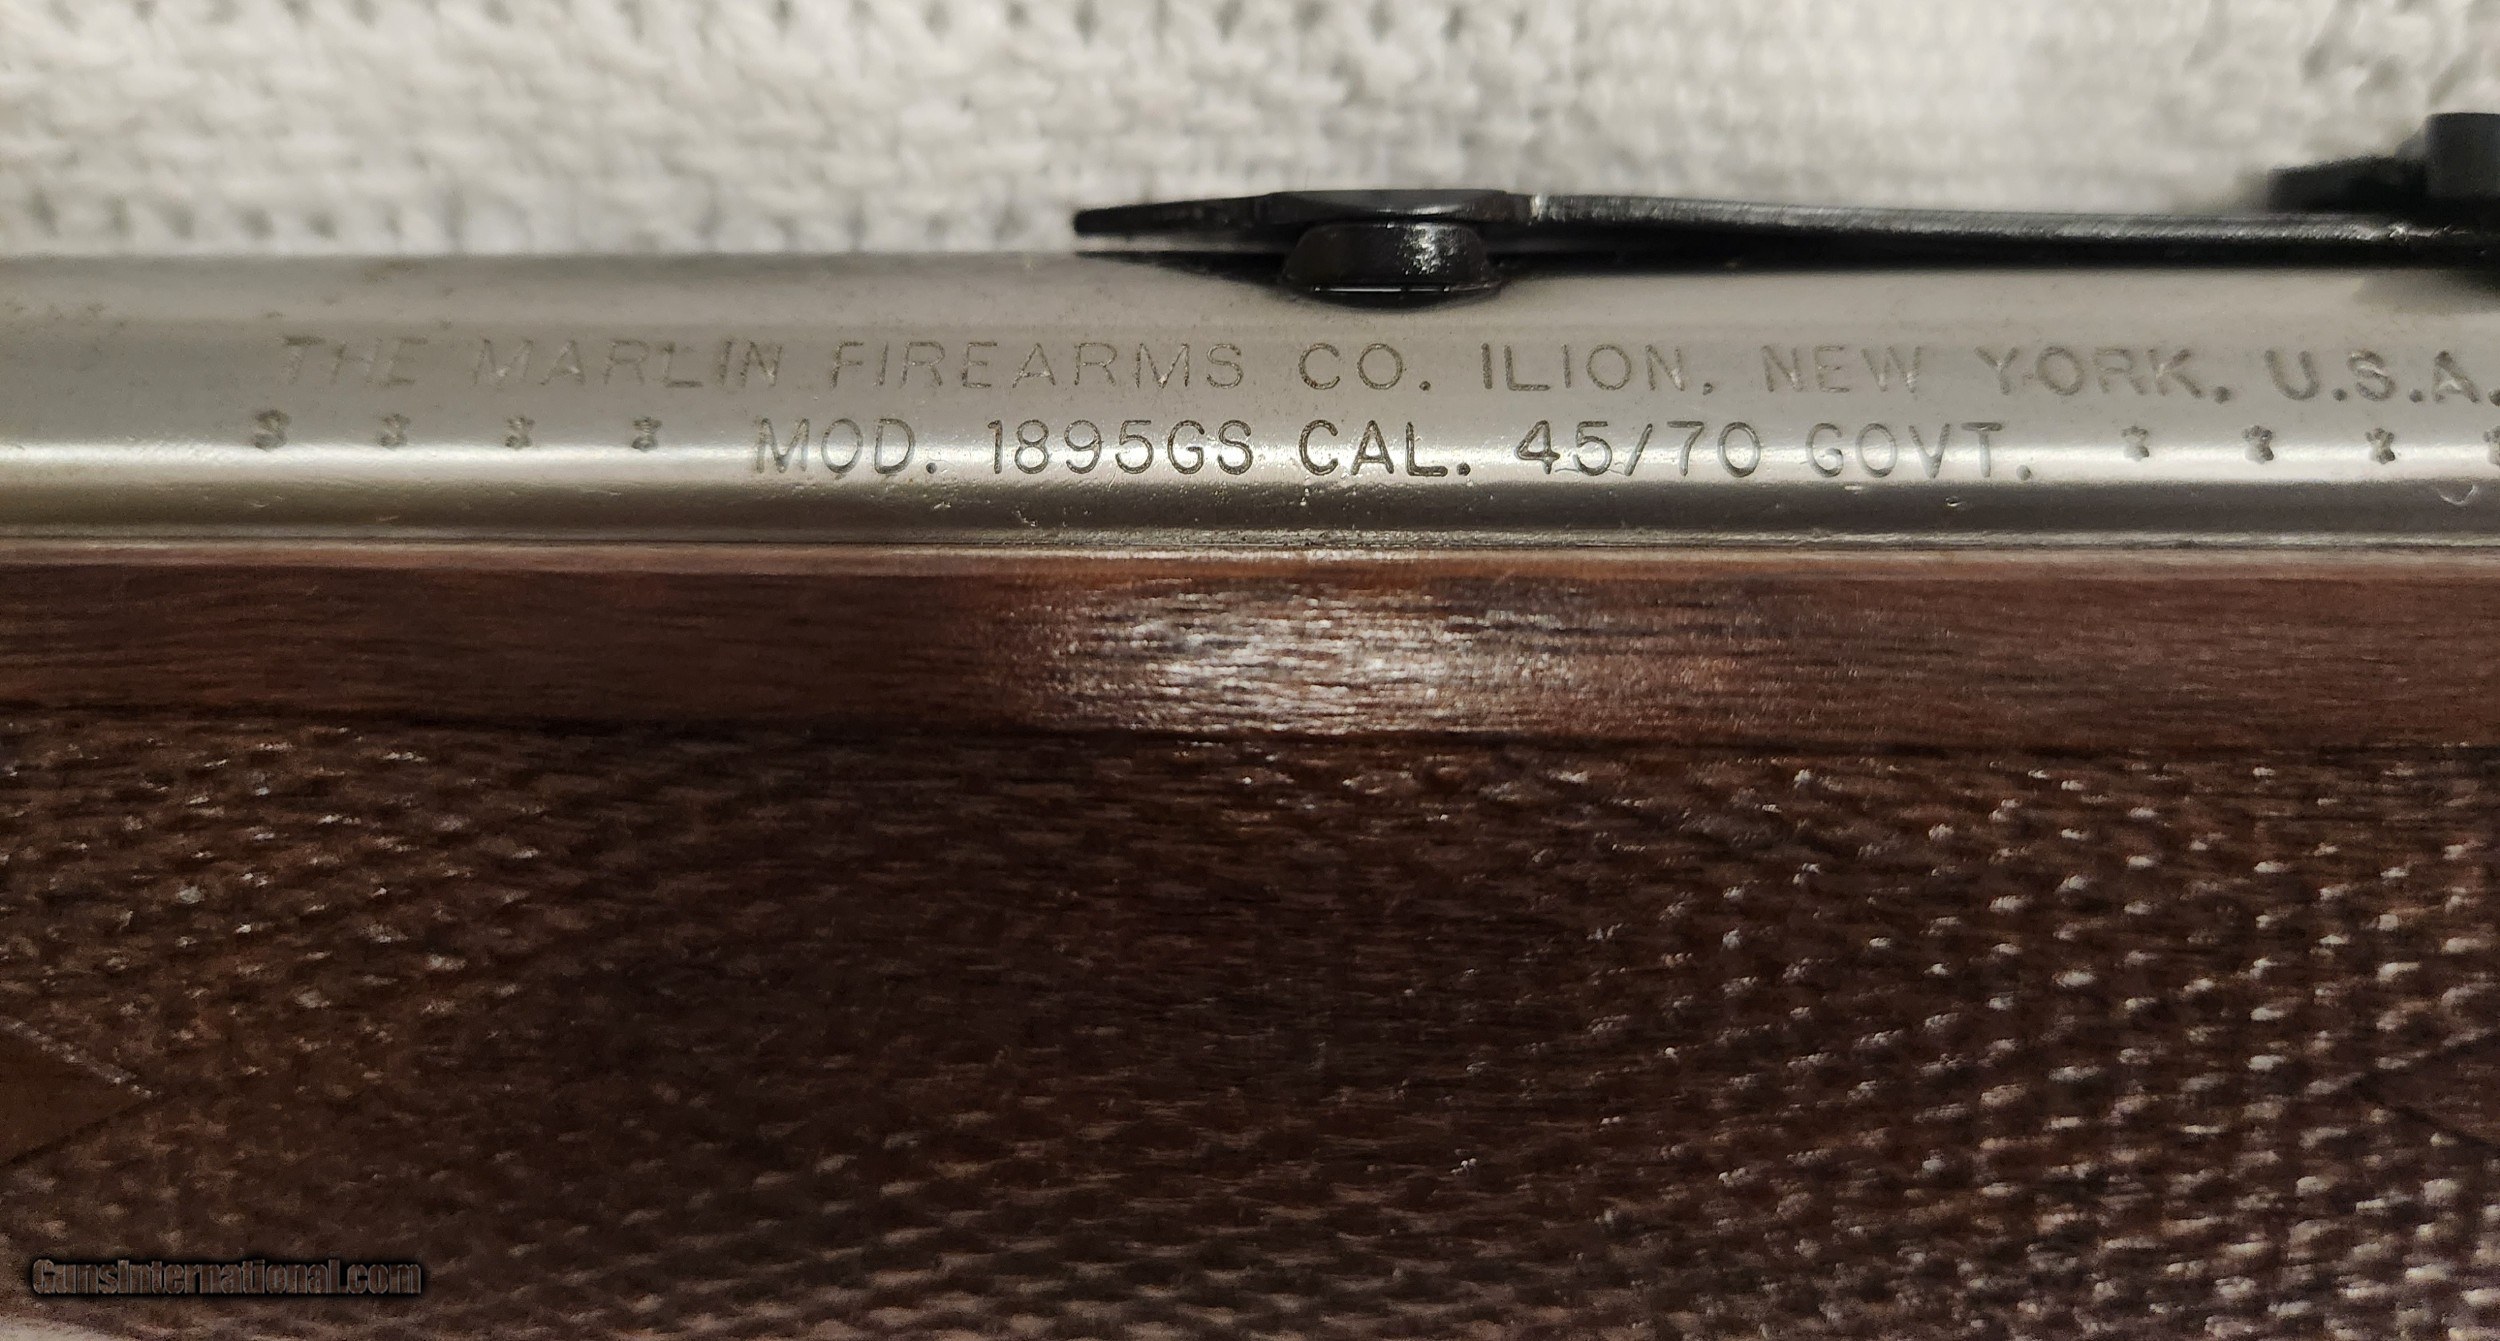 THE MARLIN FIREARMS CO. ILION, NEW YORK, U.S.A.
MOD. 1895GS CAL. 45/70 GOVT.
GunsInternational.com